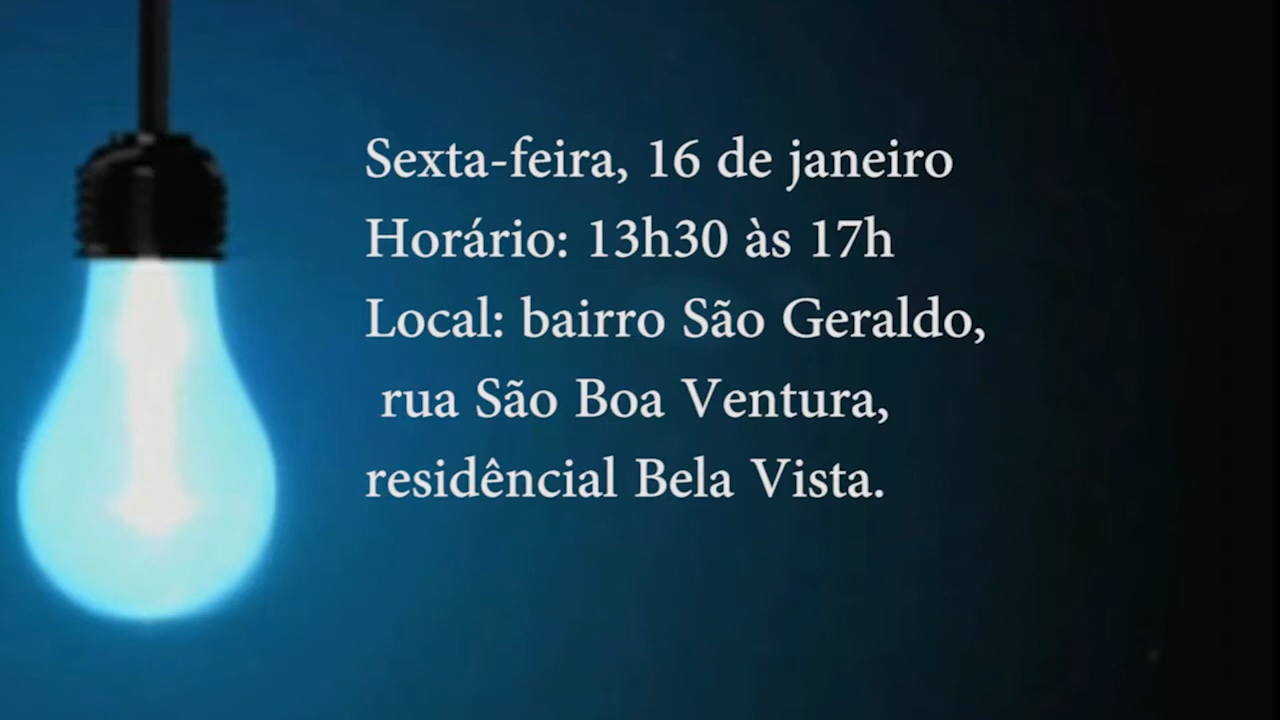 Sexta-feira, 16 de janeiro
Horário: 13h30 às 17h
Local: bairro São Geraldo,
rua São Boa Ventura,
residêncial Bela Vista.